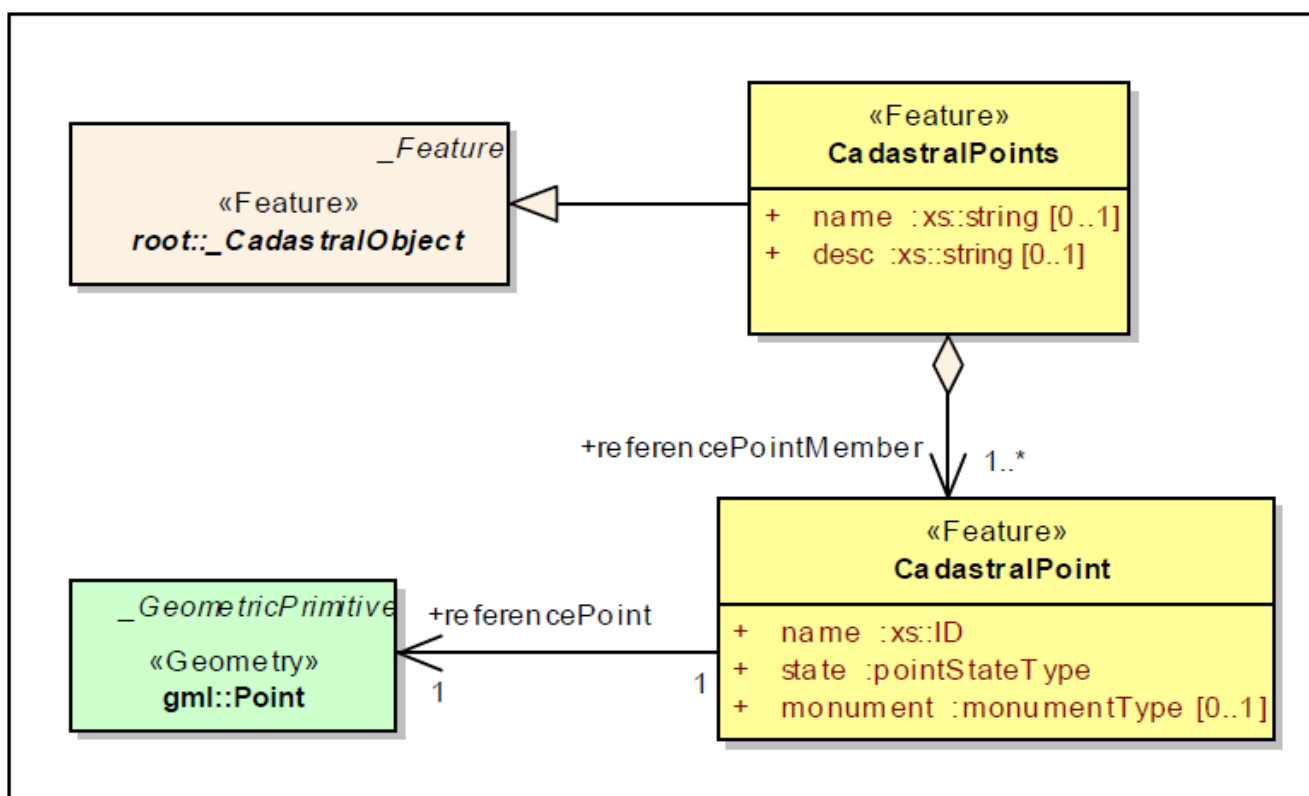 _Feature
«Feature»
root::_CadastralObject
«Feature»
CadastralPoints
+ name :xs::string [0..1]
+ desc :xs::string [0..1]
+referencePointMember
1..*
«Feature»
CadastralPoint
+ name :xs::ID
+ state :pointStateType
+ monument :monumentType [0..1]
+referencePoint
1
1
_GeometricPrimitive
«Geometry»
gml::Point